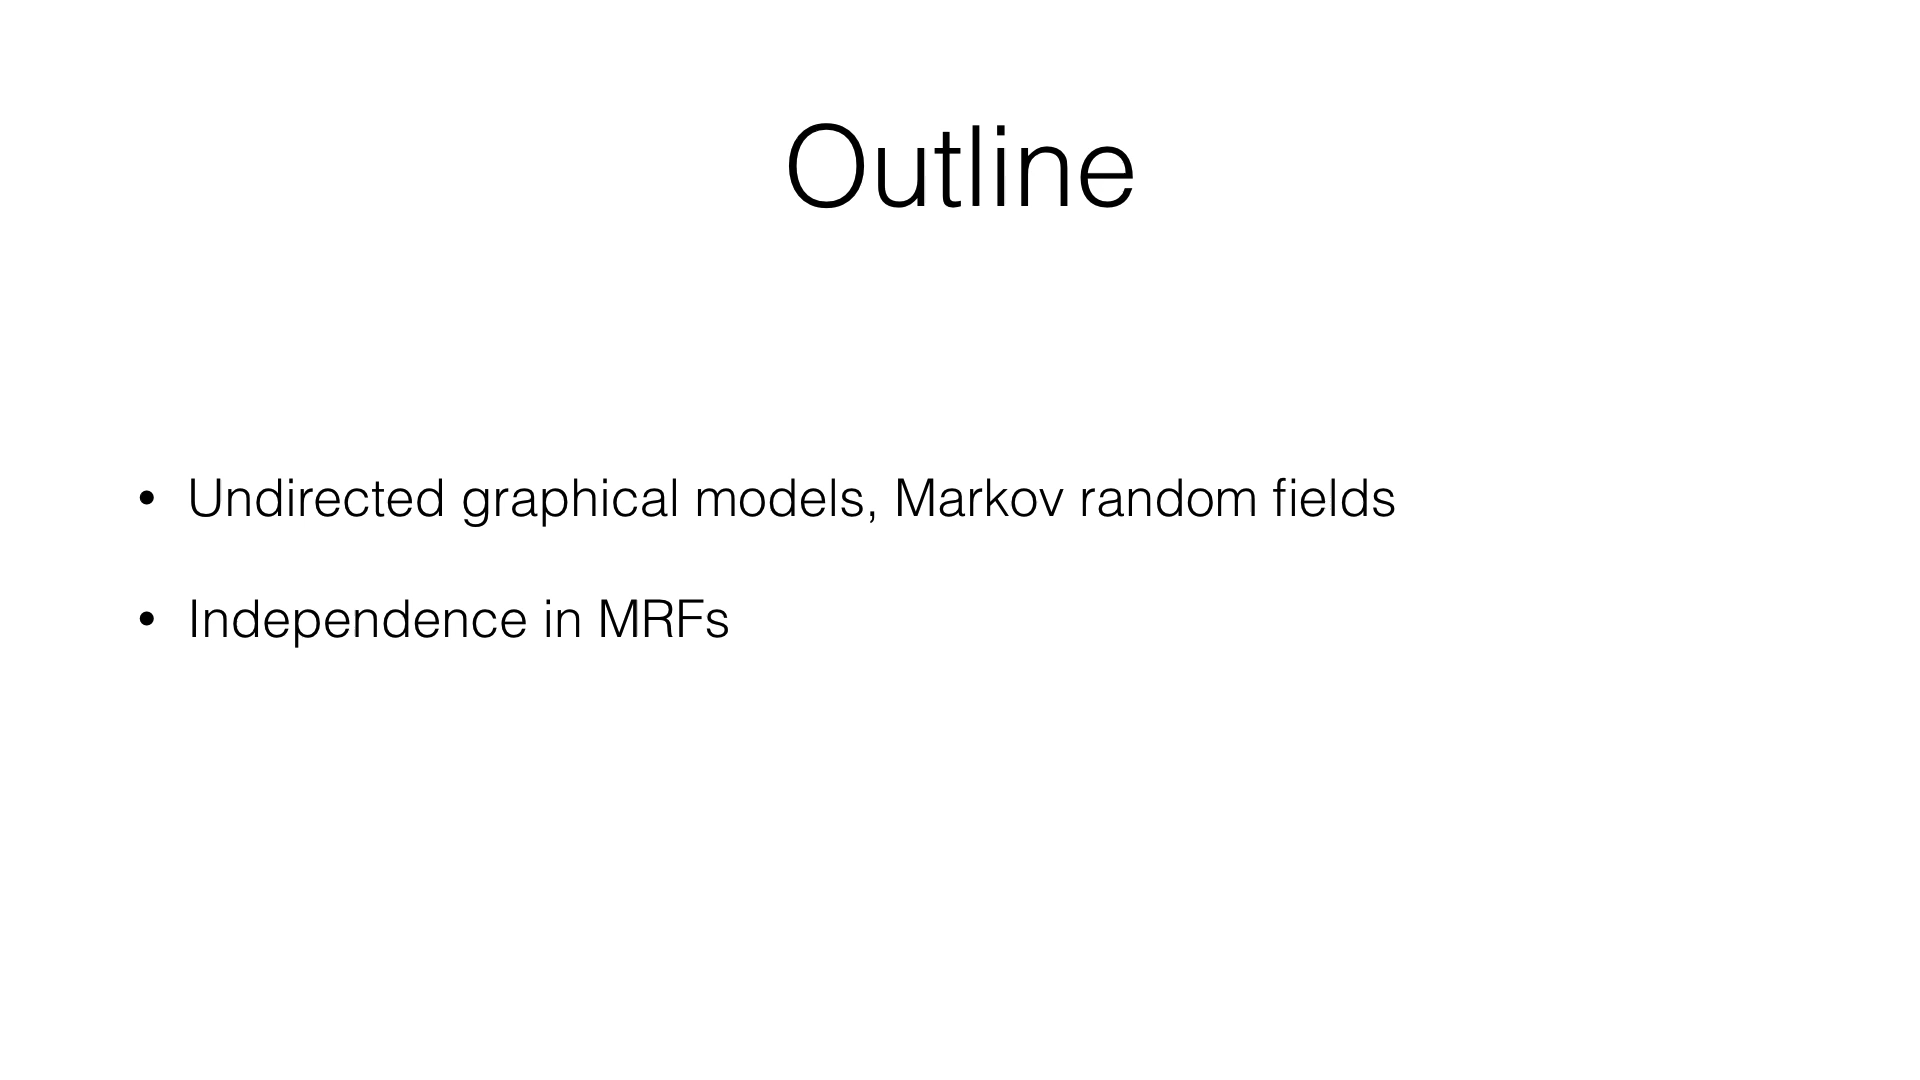 Outline
• Undirected graphical models, Markov random fields
• Independence in MRFs